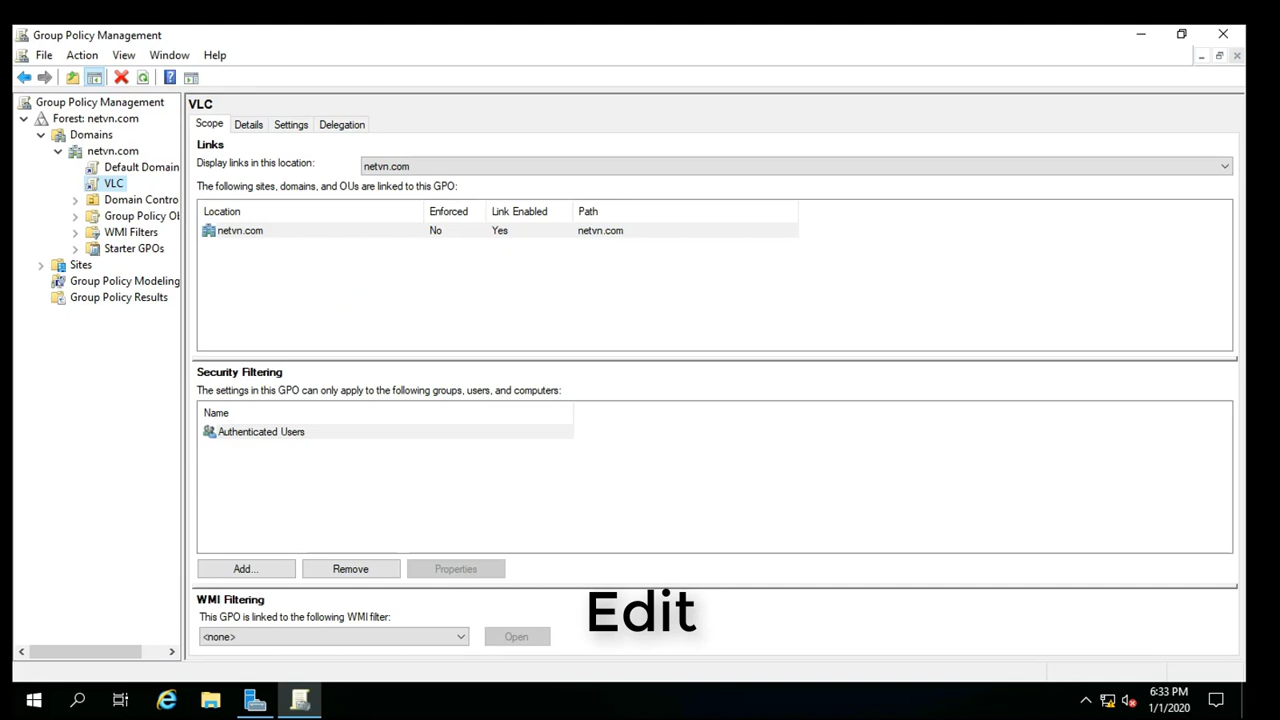 Group Policy Management
File Action View Window Help
Group Policy Management
Forest: netvn.com
Domains
netvn.com
Default Domain
VLC
Domain Contro
Group Policy Ob
WMI Filters
Starter GPOs
Sites
Group Policy Modeling
Group Policy Results
VLC
Scope Details Settings Delegation
Links
Display links in this location: netvn.com
The following sites, domains, and OUs are linked to this GPO:
Location Enforced Link Enabled Path
netvn.com No Yes netvn.com
Security Filtering
The settings in this GPO can only apply to the following groups, users, and computers:
Name
Authenticated Users
Add... Remove Properties
WMI Filtering
This GPO is linked to the following WMI filter:
<none> Open
Edit
6:33 PM
1/1/2020